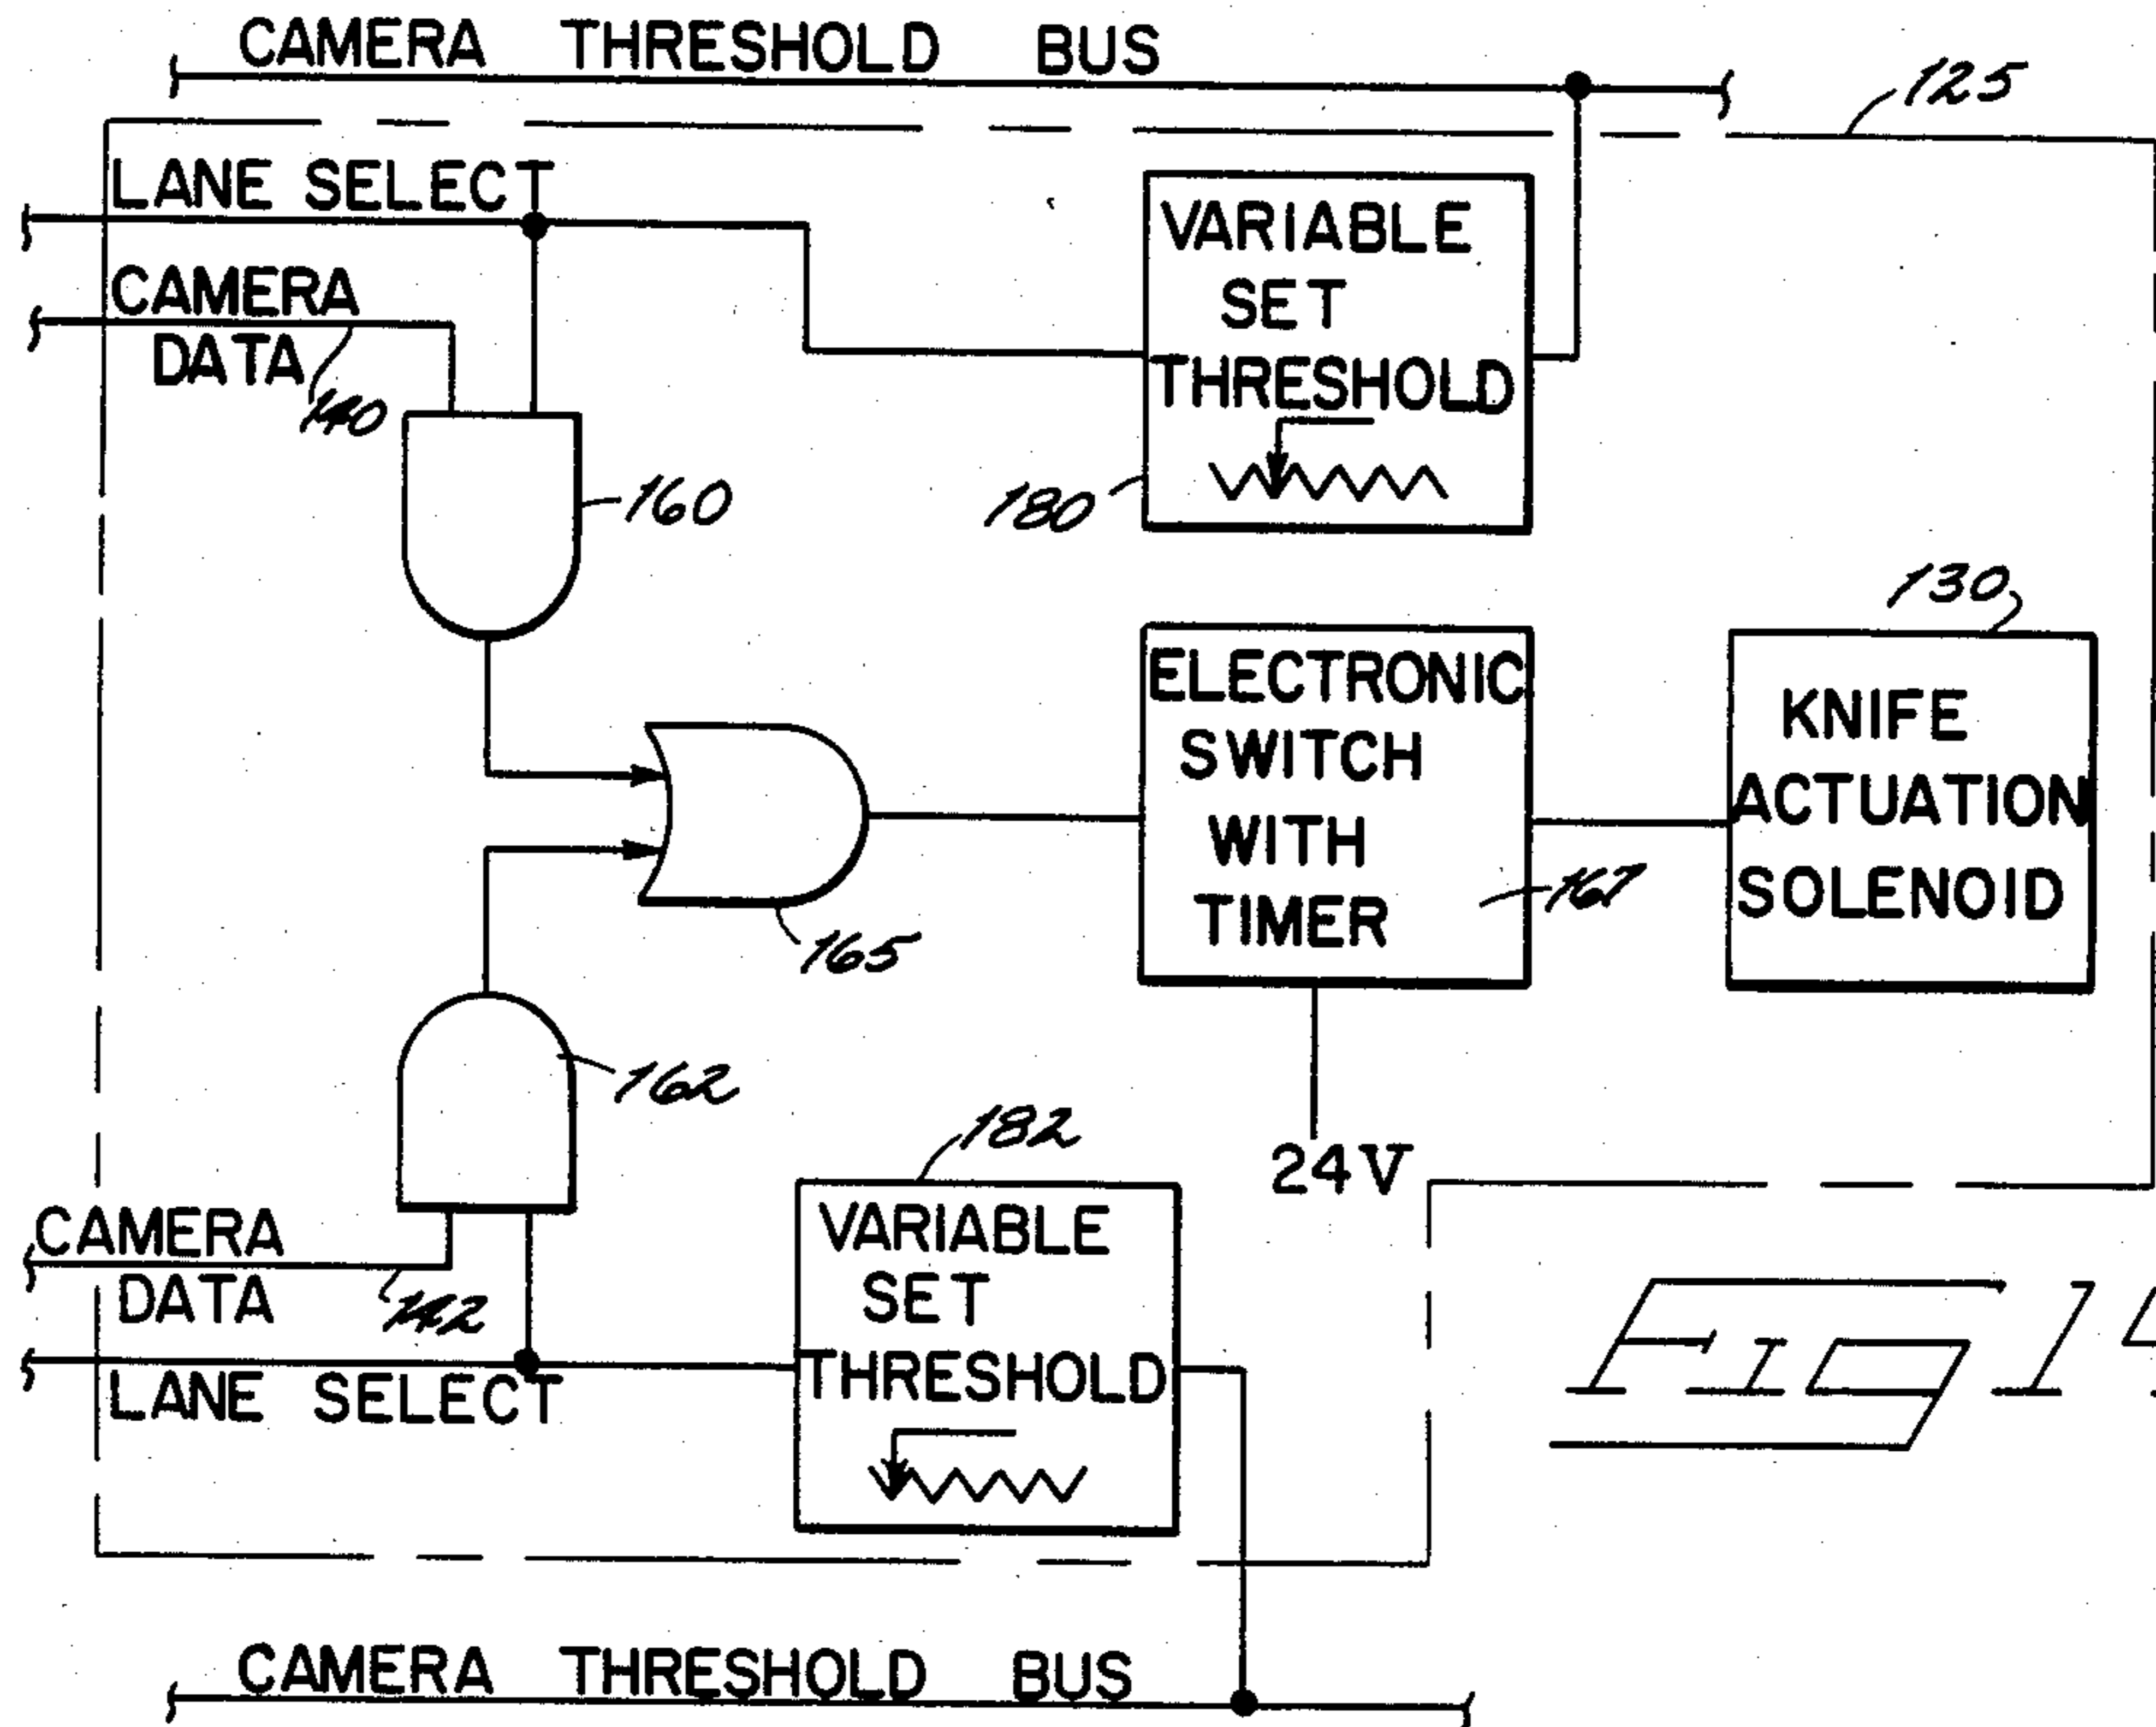 CAMERA THRESHOLD BUS
125
LANE SELECT
CAMERA
DATA
140
160
VARIABLE
SET
THRESHOLD
180
130
ELECTRONIC
SWITCH
WITH
TIMER
167
KNIFE
ACTUATION
SOLENOID
165
162
24V
182
CAMERA
DATA
142
LANE SELECT
VARIABLE
SET
THRESHOLD
CAMERA THRESHOLD BUS
FIG 1